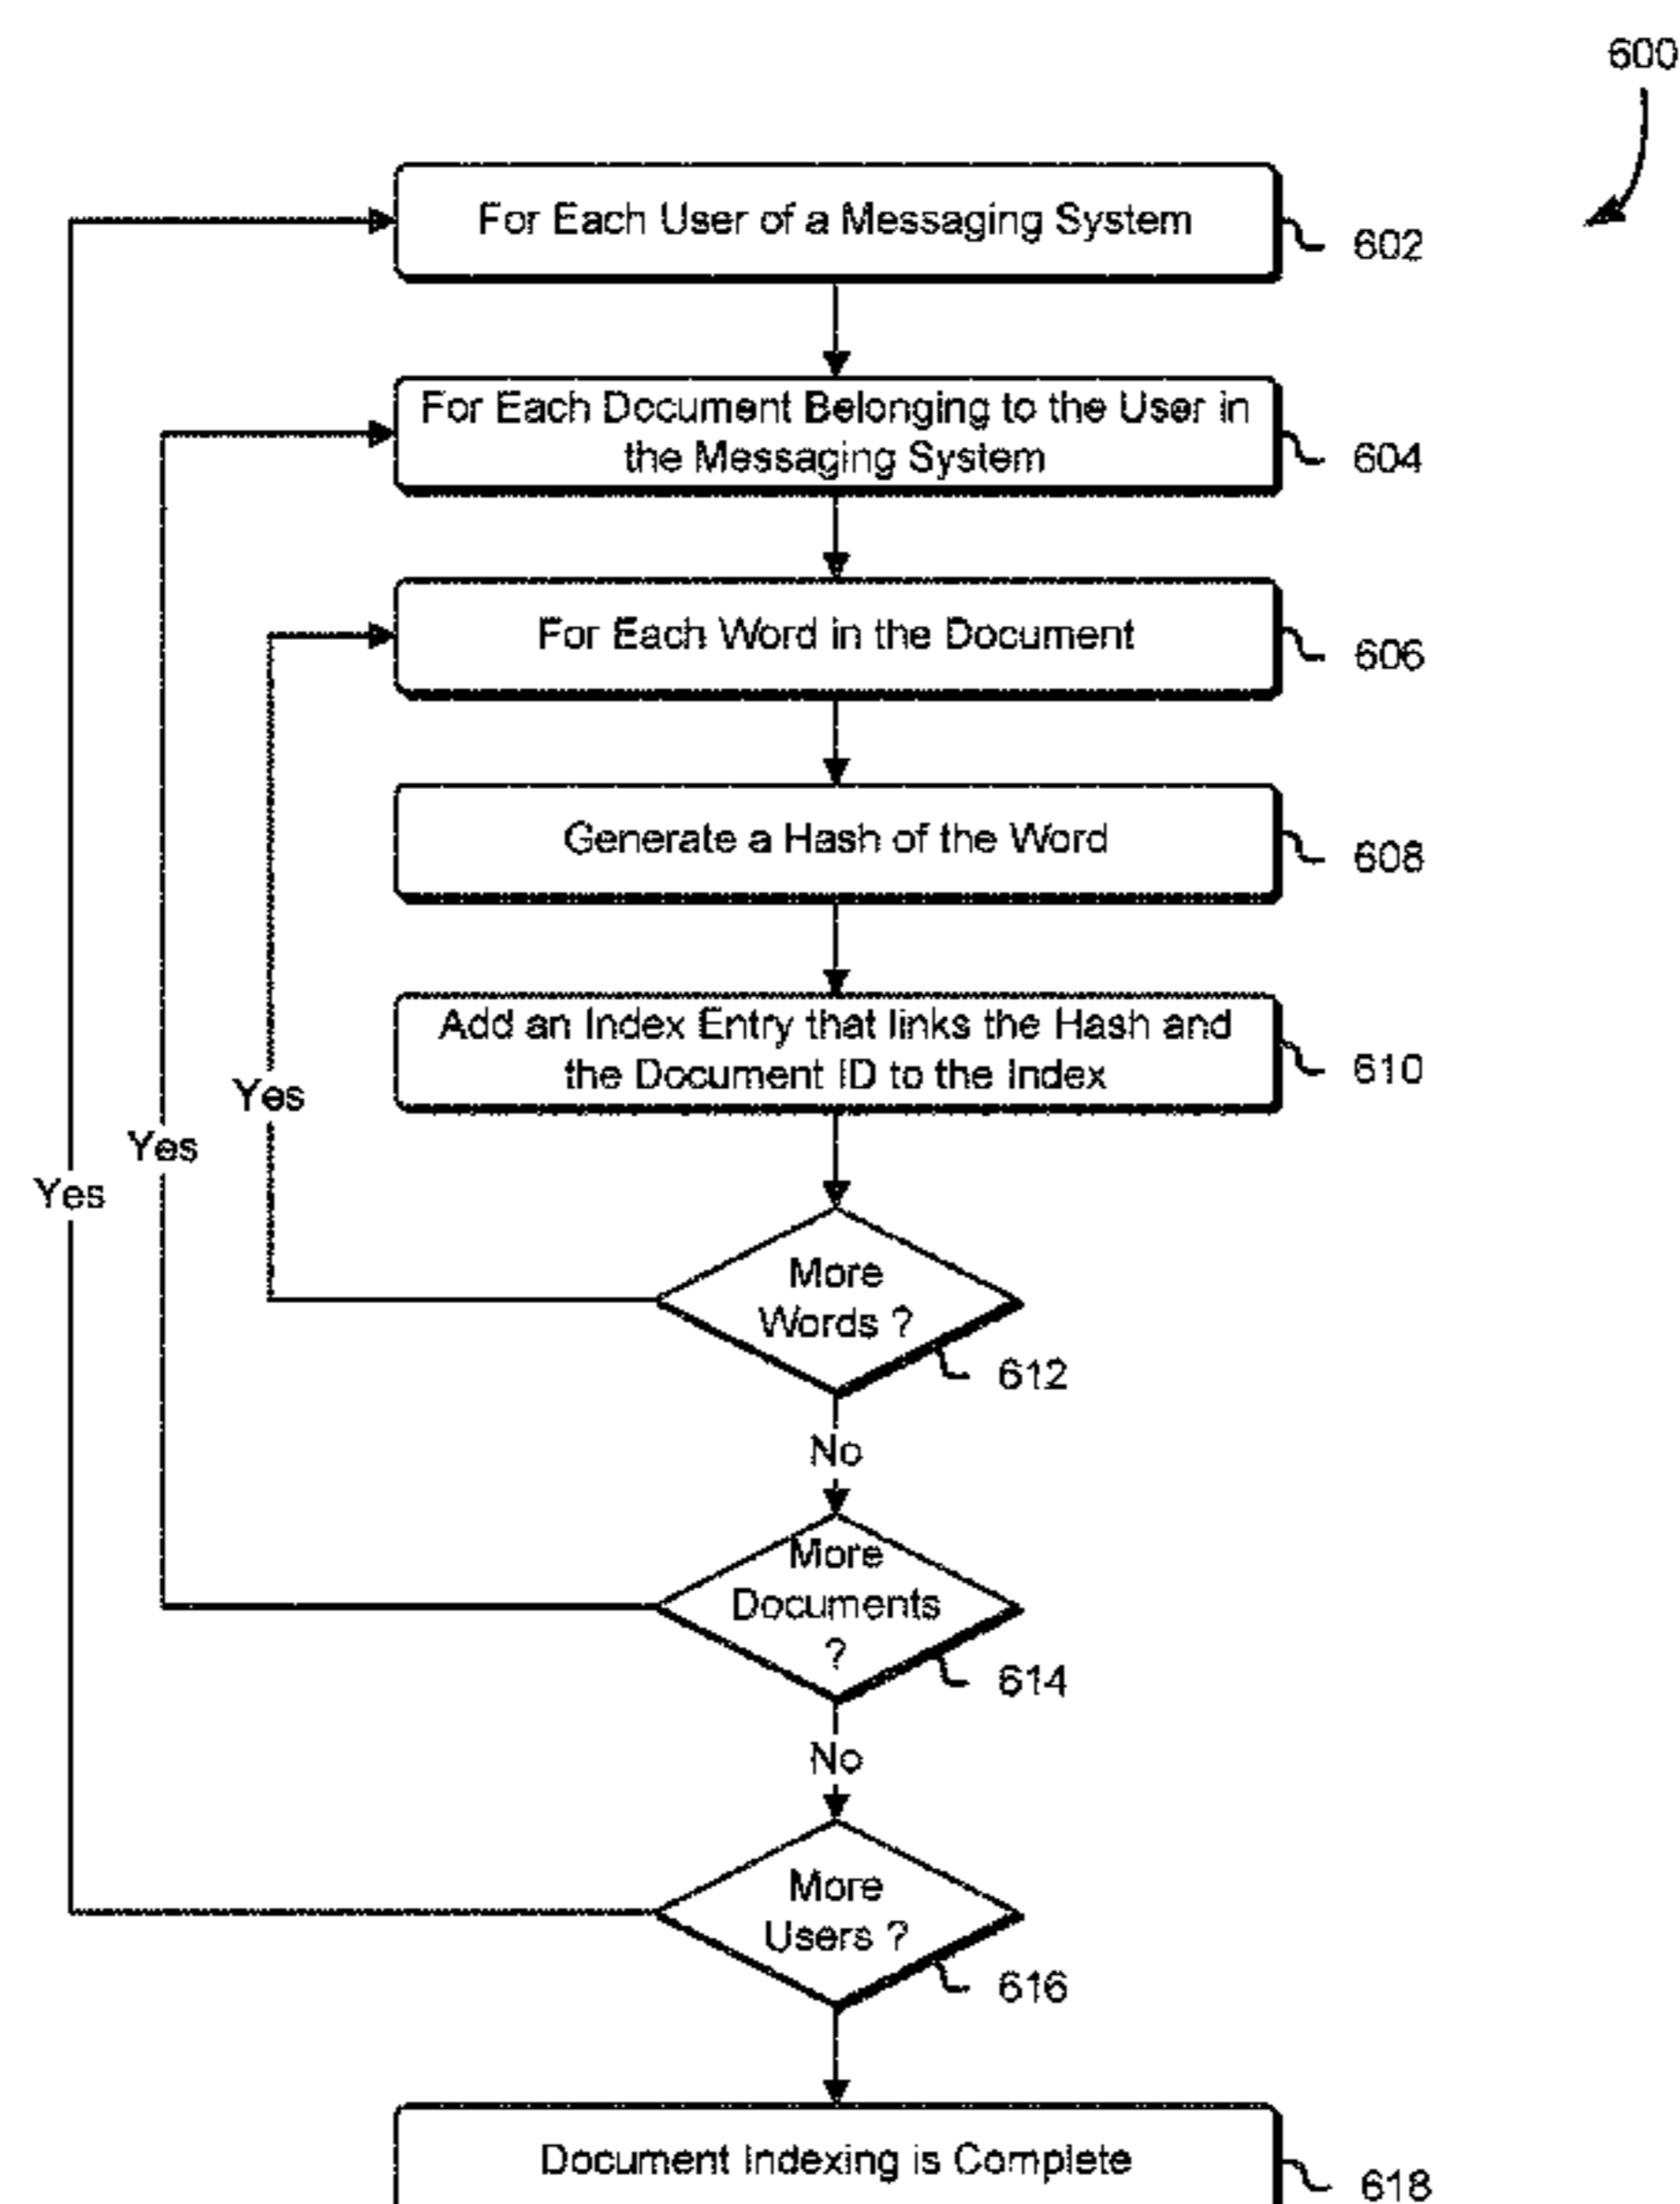 600
For Each User of a Messaging System
602
For Each Document Belonging to the User in
the Messaging System
604
For Each Word in the Document
606
Generate a Hash of the Word
608
Add an Index Entry that links the Hash and
the Document ID to the Index
610
Yes
Yes
Yes
More
Words ?
612
No
More
Documents
?
614
No
More
Users ?
616
Document Indexing is Complete
618